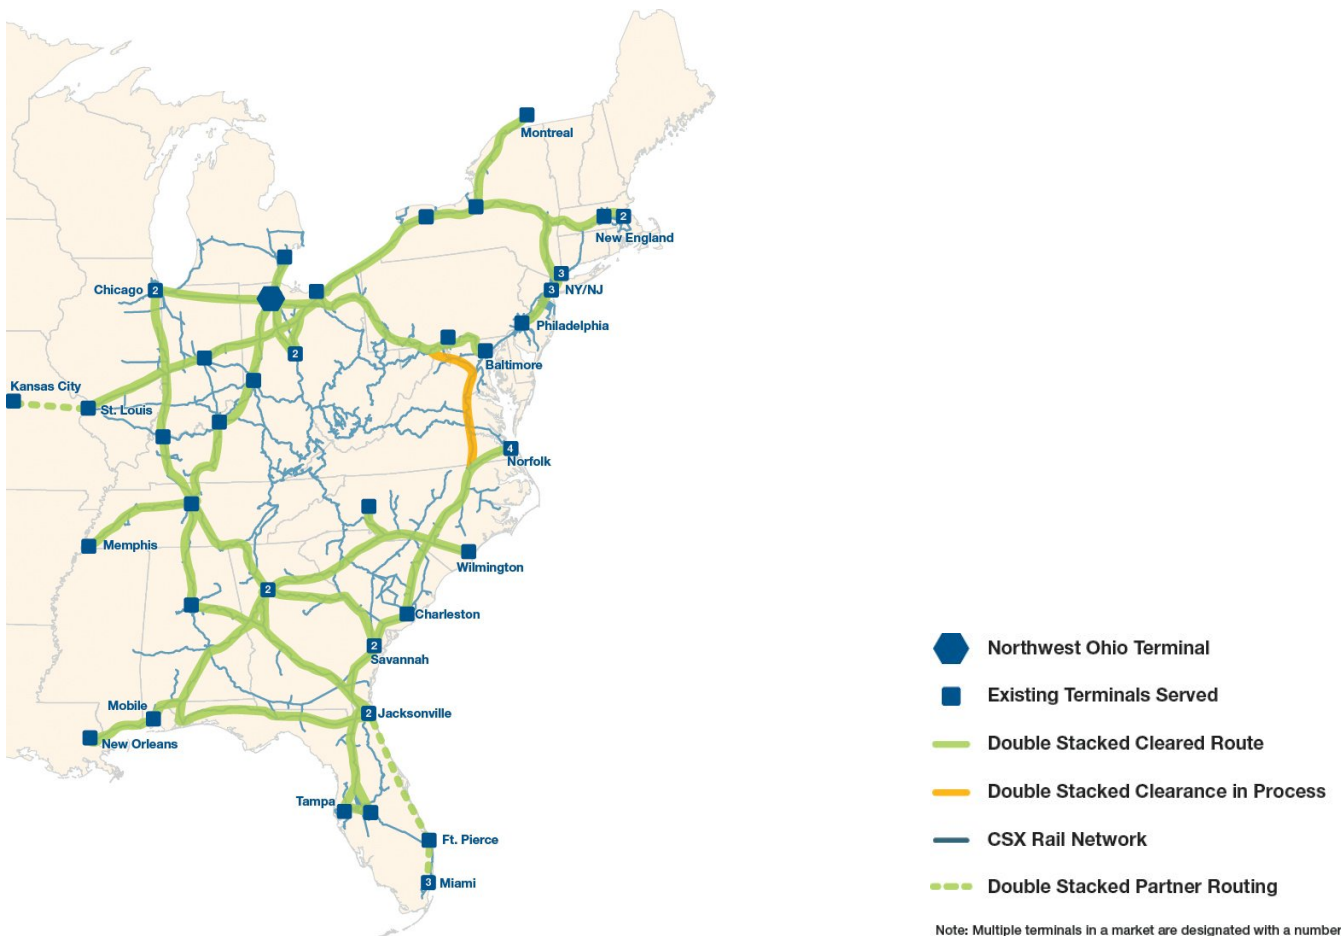 Montreal
2
New England
3
Chicago
2
3
NY/NJ
Philadelphia
2
Baltimore
Kansas City
St. Louis
4
Norfolk
Memphis
Wilmington
2
Charleston
2
Savannah
Mobile
2
Jacksonville
New Orleans
Tampa
Ft. Pierce
3
Miami
Northwest Ohio Terminal
Existing Terminals Served
Double Stacked Cleared Route
Double Stacked Clearance in Process
CSX Rail Network
Double Stacked Partner Routing
Note: Multiple terminals in a market are designated with a number